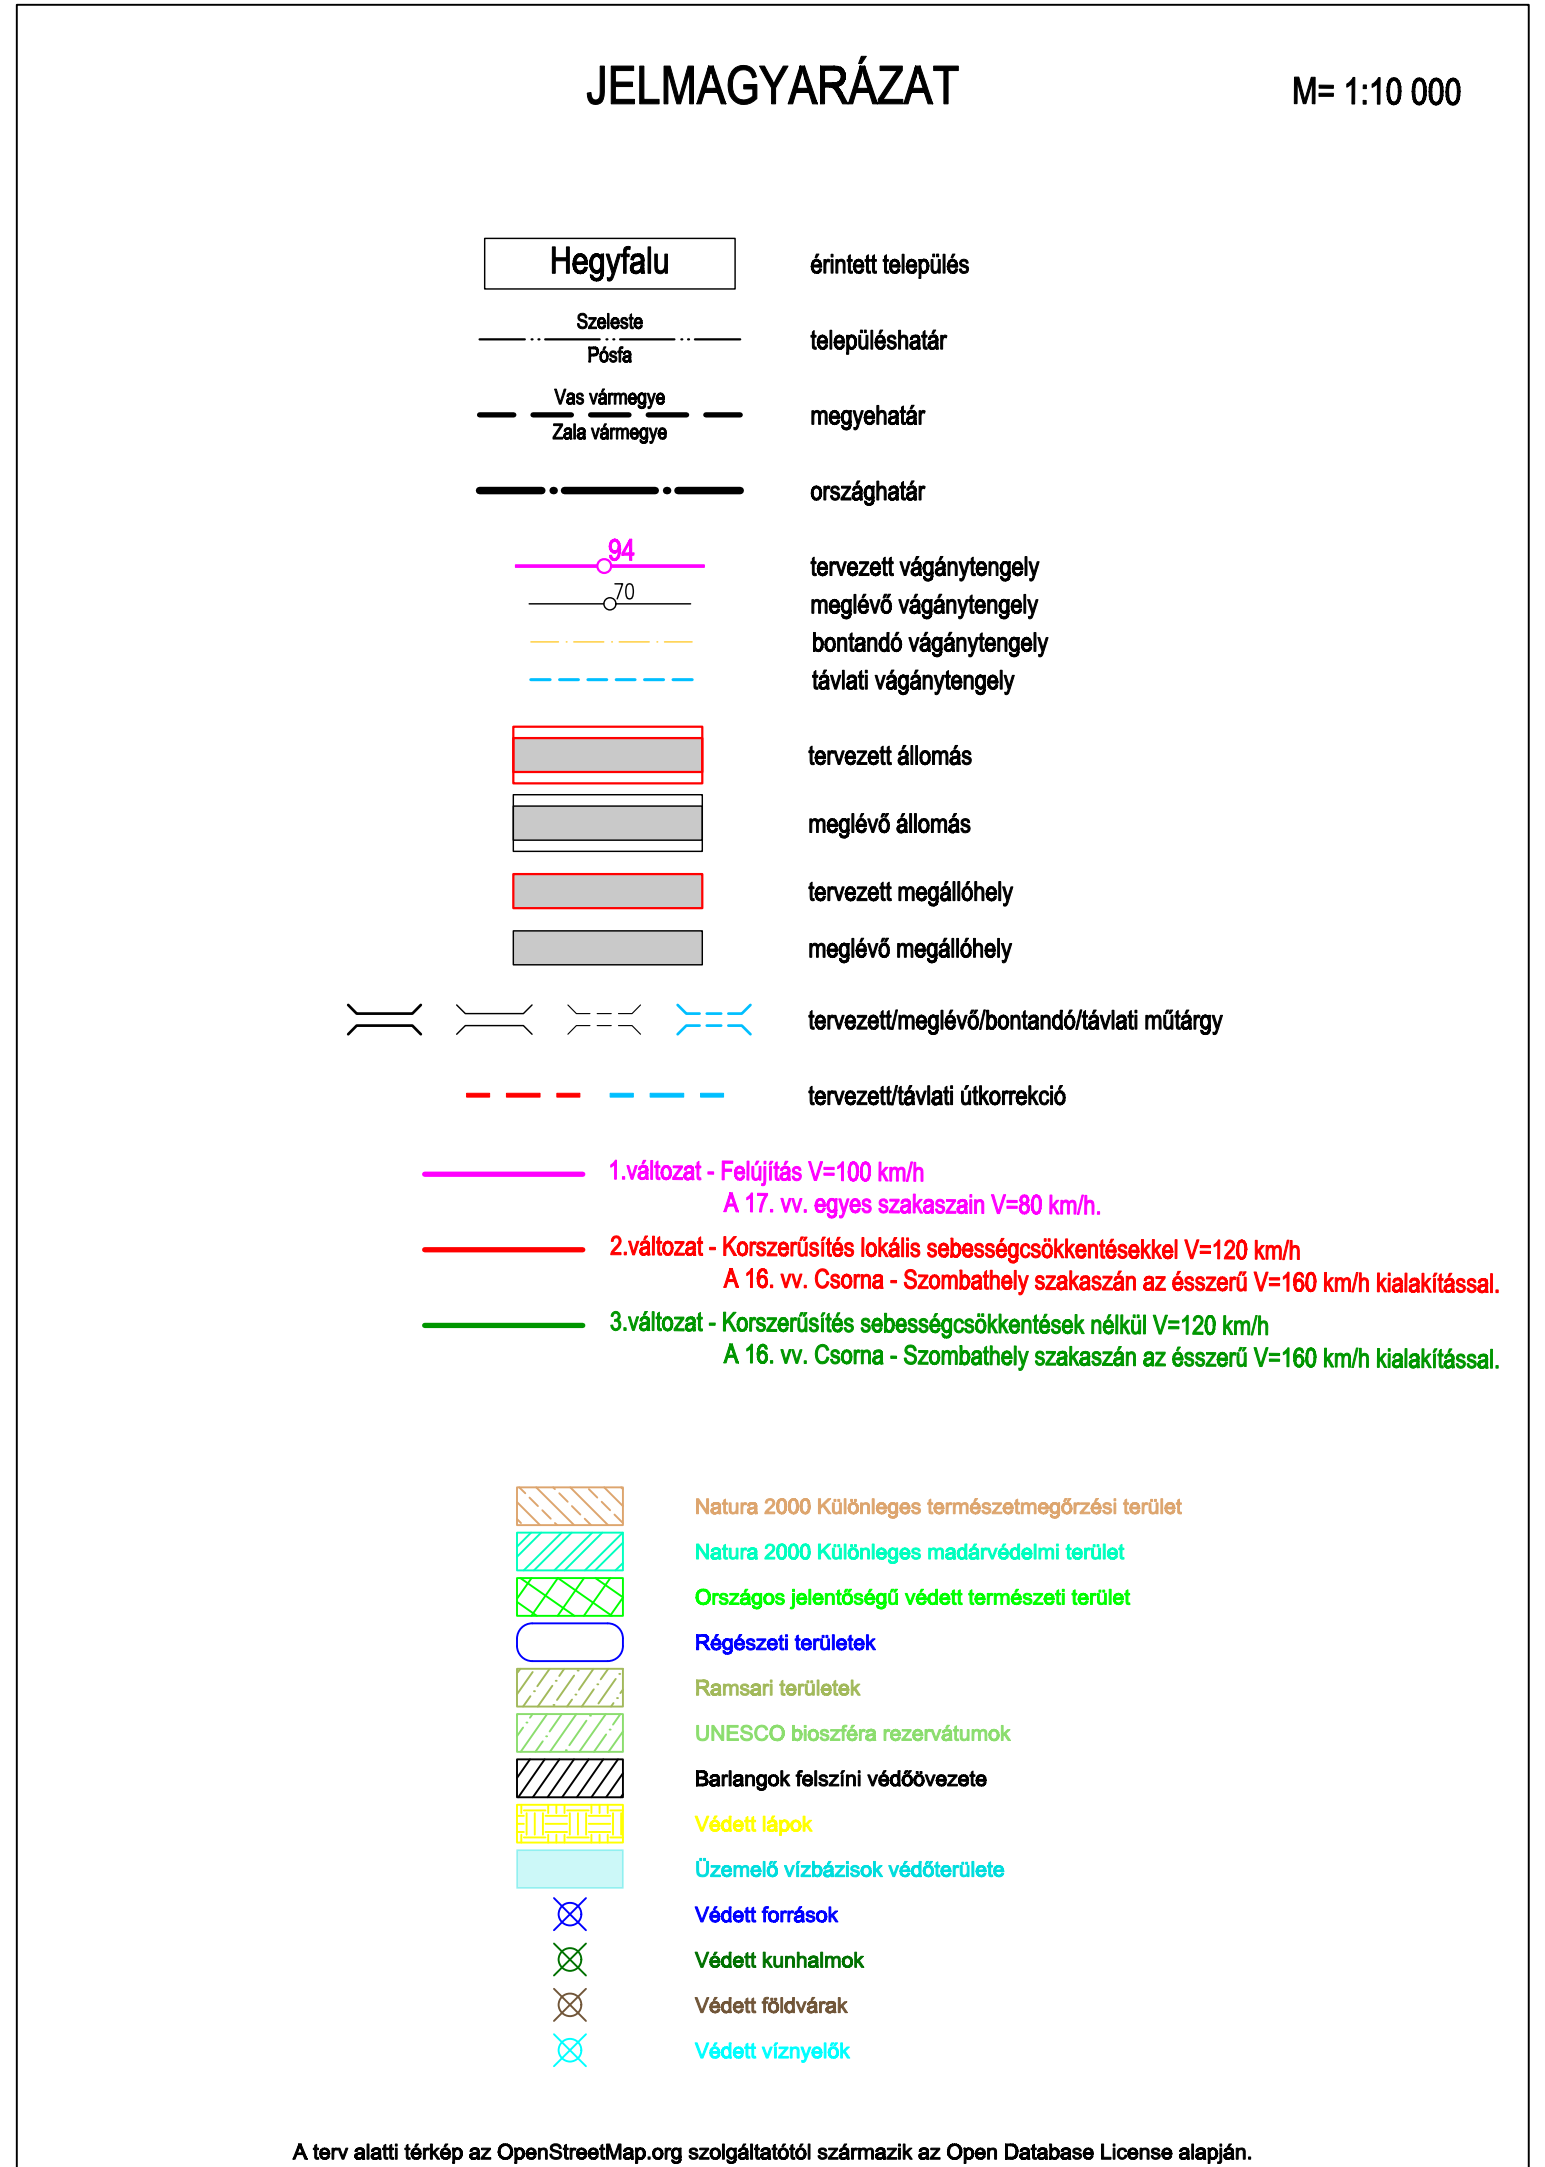 JELMAGYARÁZAT
M= 1:10 000
Hegyfalu
érintett település
Szeleste
Pósfa
településhatár
Vas vármegye
Zala vármegye
megyehatár
országhatár
94
tervezett vágánytengely
70
meglévő vágánytengely
bontandó vágánytengely
távlati vágánytengely
tervezett állomás
meglévő állomás
tervezett megállóhely
meglévő megállóhely
tervezett/meglévő/bontandó/távlati műtárgy
tervezett/távlati útkorrekció
1.változat - Felújítás V=100 km/h
A 17. vv. egyes szakaszain V=80 km/h.
2.változat - Korszerűsítés lokális sebességcsökkentésekkel V=120 km/h
A 16. vv. Csorna - Szombathely szakaszán az ésszerű V=160 km/h kialakítással.
3.változat - Korszerűsítés sebességcsökkentések nélkül V=120 km/h
A 16. vv. Csorna - Szombathely szakaszán az ésszerű V=160 km/h kialakítással.
Natura 2000 Különleges természetmegőrzési terület
Natura 2000 Különleges madárvédelmi terület
Országos jelentőségű védett természeti terület
Régészeti területek
Ramsari területek
UNESCO bioszféra rezervátumok
Barlangok felszíni védőövezete
Védett lápok
Üzemelő vízbázisok védőterülete
Védett források
Védett kunhalmok
Védett földvárak
Védett víznyelők
A terv alatti térkép az OpenStreetMap.org szolgáltatótól származik az Open Database License alapján.